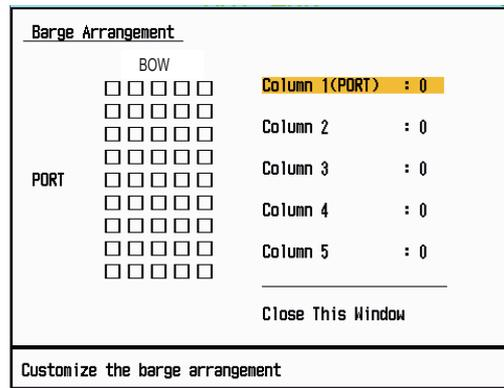 Barge Arrangement
BOW
PORT
Column 1(PORT) : 0
Column 2 : 0
Column 3 : 0
Column 4 : 0
Column 5 : 0
Close This Window
Customize the barge arrangement